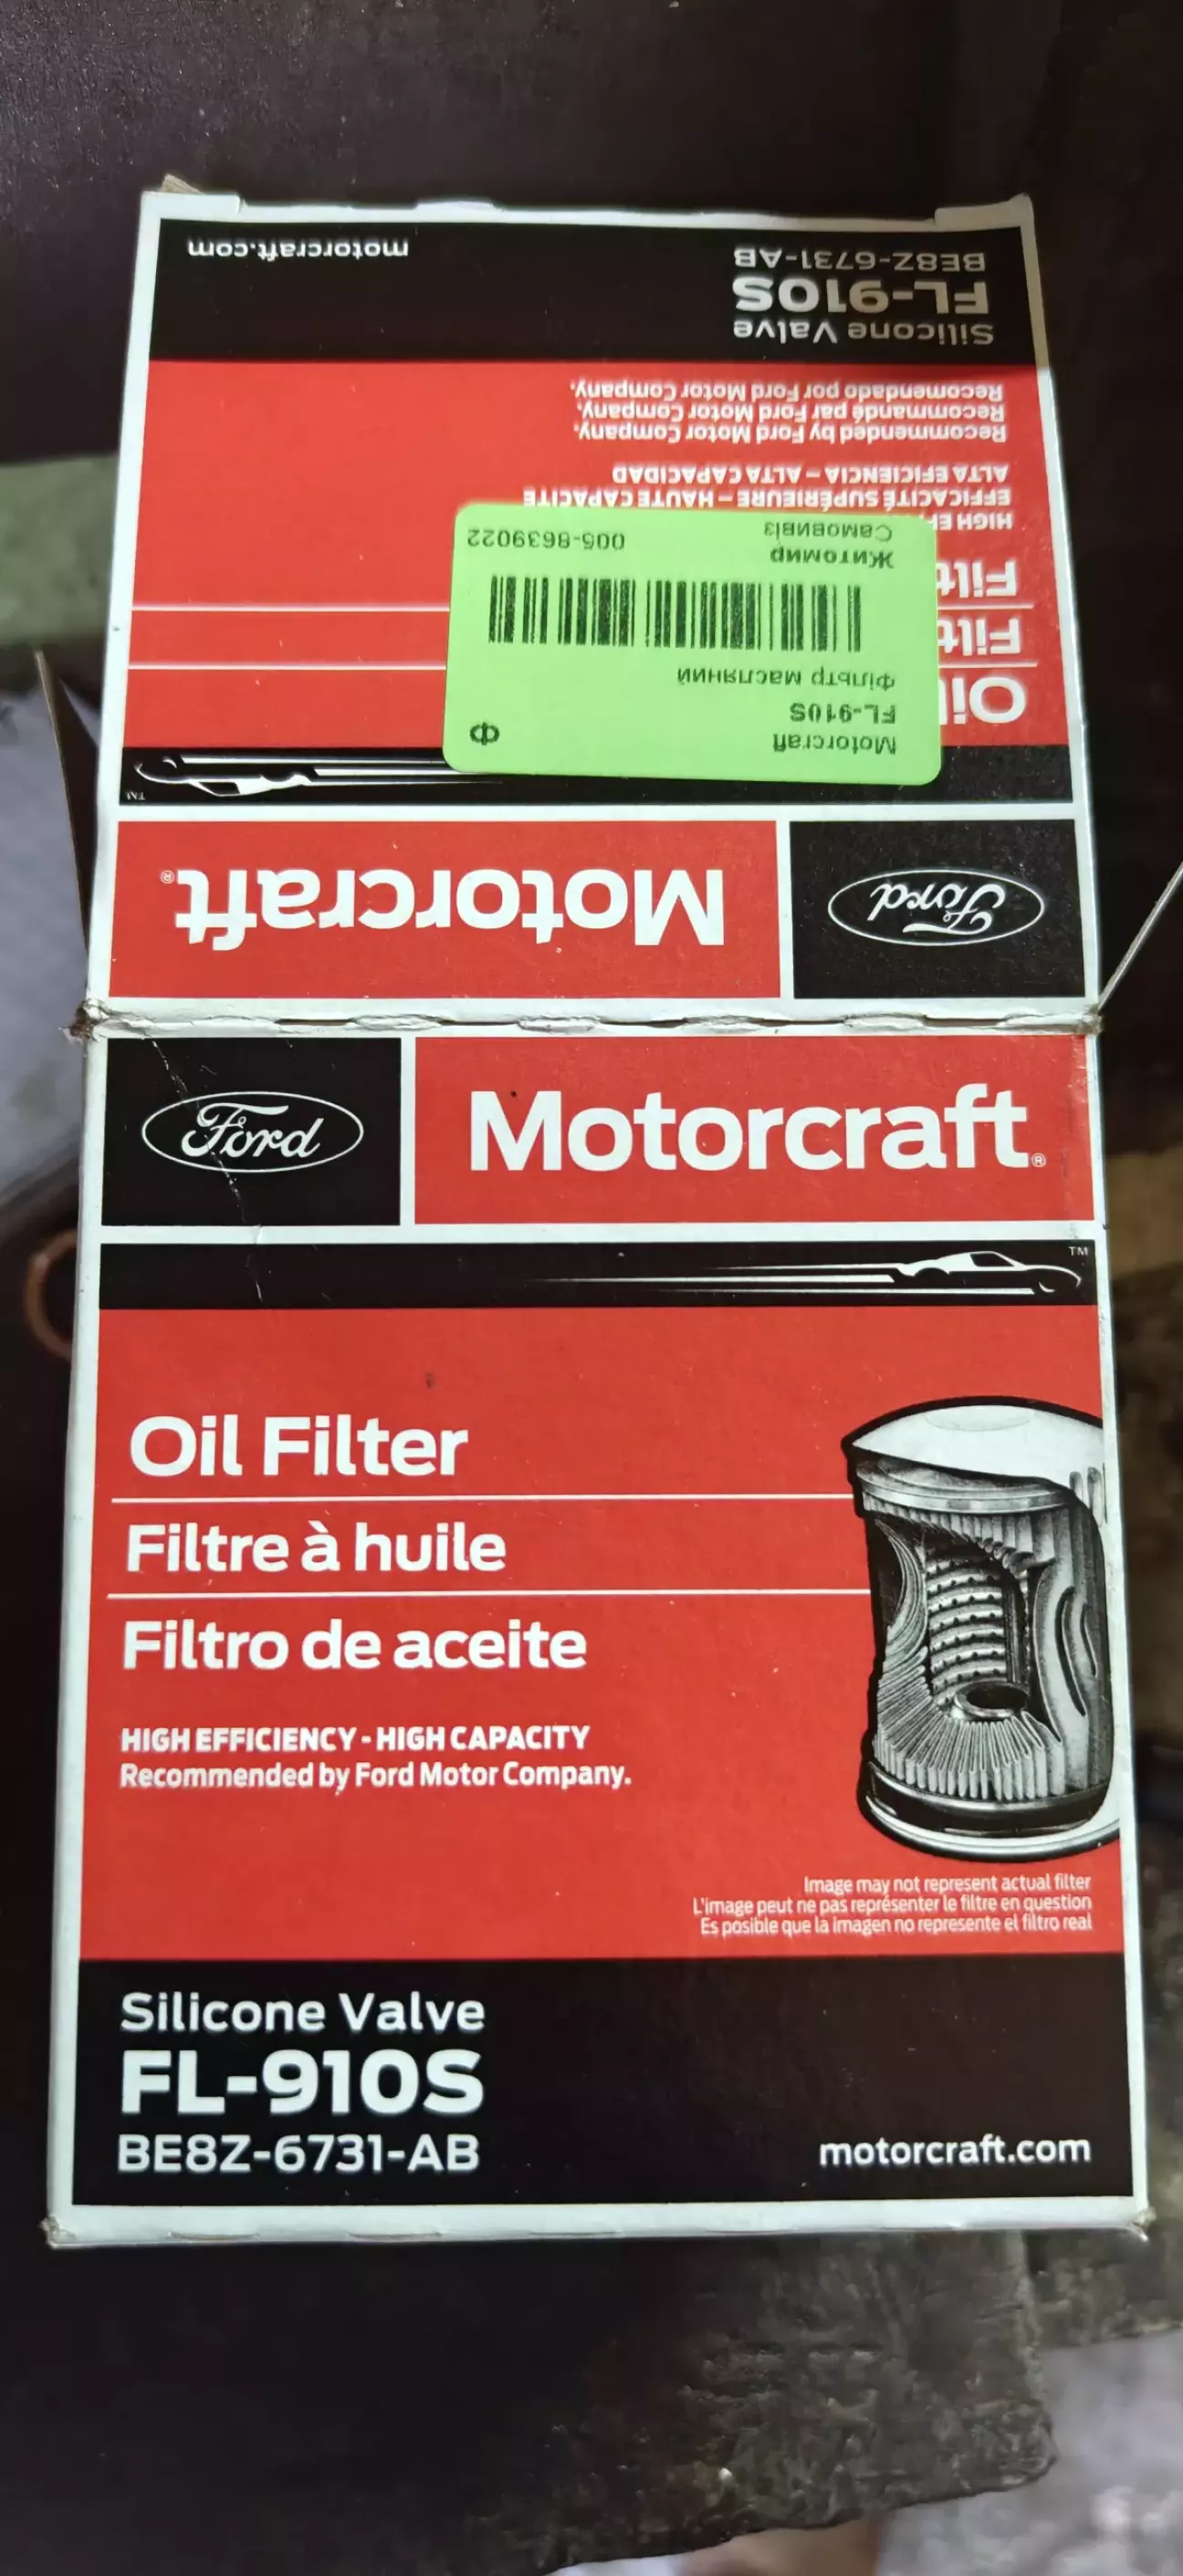 motorcraft.com
BE8Z-6731-AB
FL-910S
Silicone Valve
Recomendado por Ford Motor Company.
Recommandé par Ford Motor Company.
Recommended by Ford Motor Company.
ALTA EFICIENCIA – ALTA CAPACIDAD
EFFICACITÉ SUPÉRIEURE – HAUTE CAPACITÉ
HIGH
Oil
Motorcraft
FL-910S
Фільтр масляний
Житомир
Самовивіз
005-8639022
Ф
TM
Motorcraft®
Ford
Ford
Motorcraft®
TM
Oil Filter
Filtre à huile
Filtro de aceite
HIGH EFFICIENCY - HIGH CAPACITY
Recommended by Ford Motor Company.
Image may not represent actual filter
L'image peut ne pas représenter le filtre en question
Es posible que la imagen no represente el filtro real
Silicone Valve
FL-910S
BE8Z-6731-AB
motorcraft.com